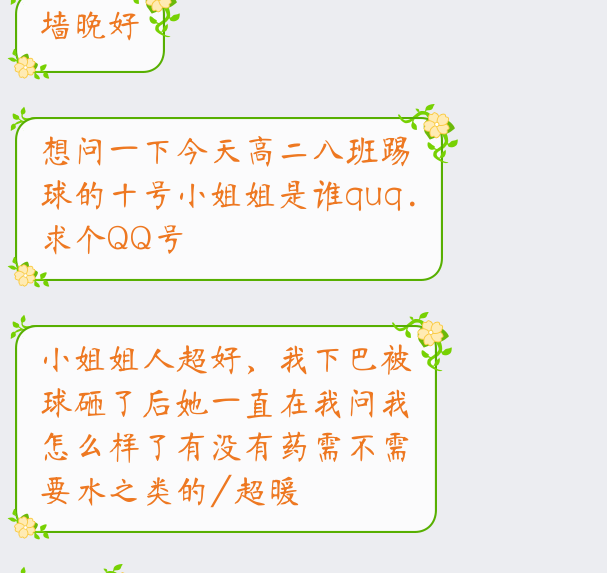 墙晚好
想问一下今天高二八班踢
球的十号小姐姐是谁quq.
求个QQ号
小姐姐人超好，我下巴被
球砸了后她一直在我问我
怎么样了有没有药需不需
要水之类的/超暖